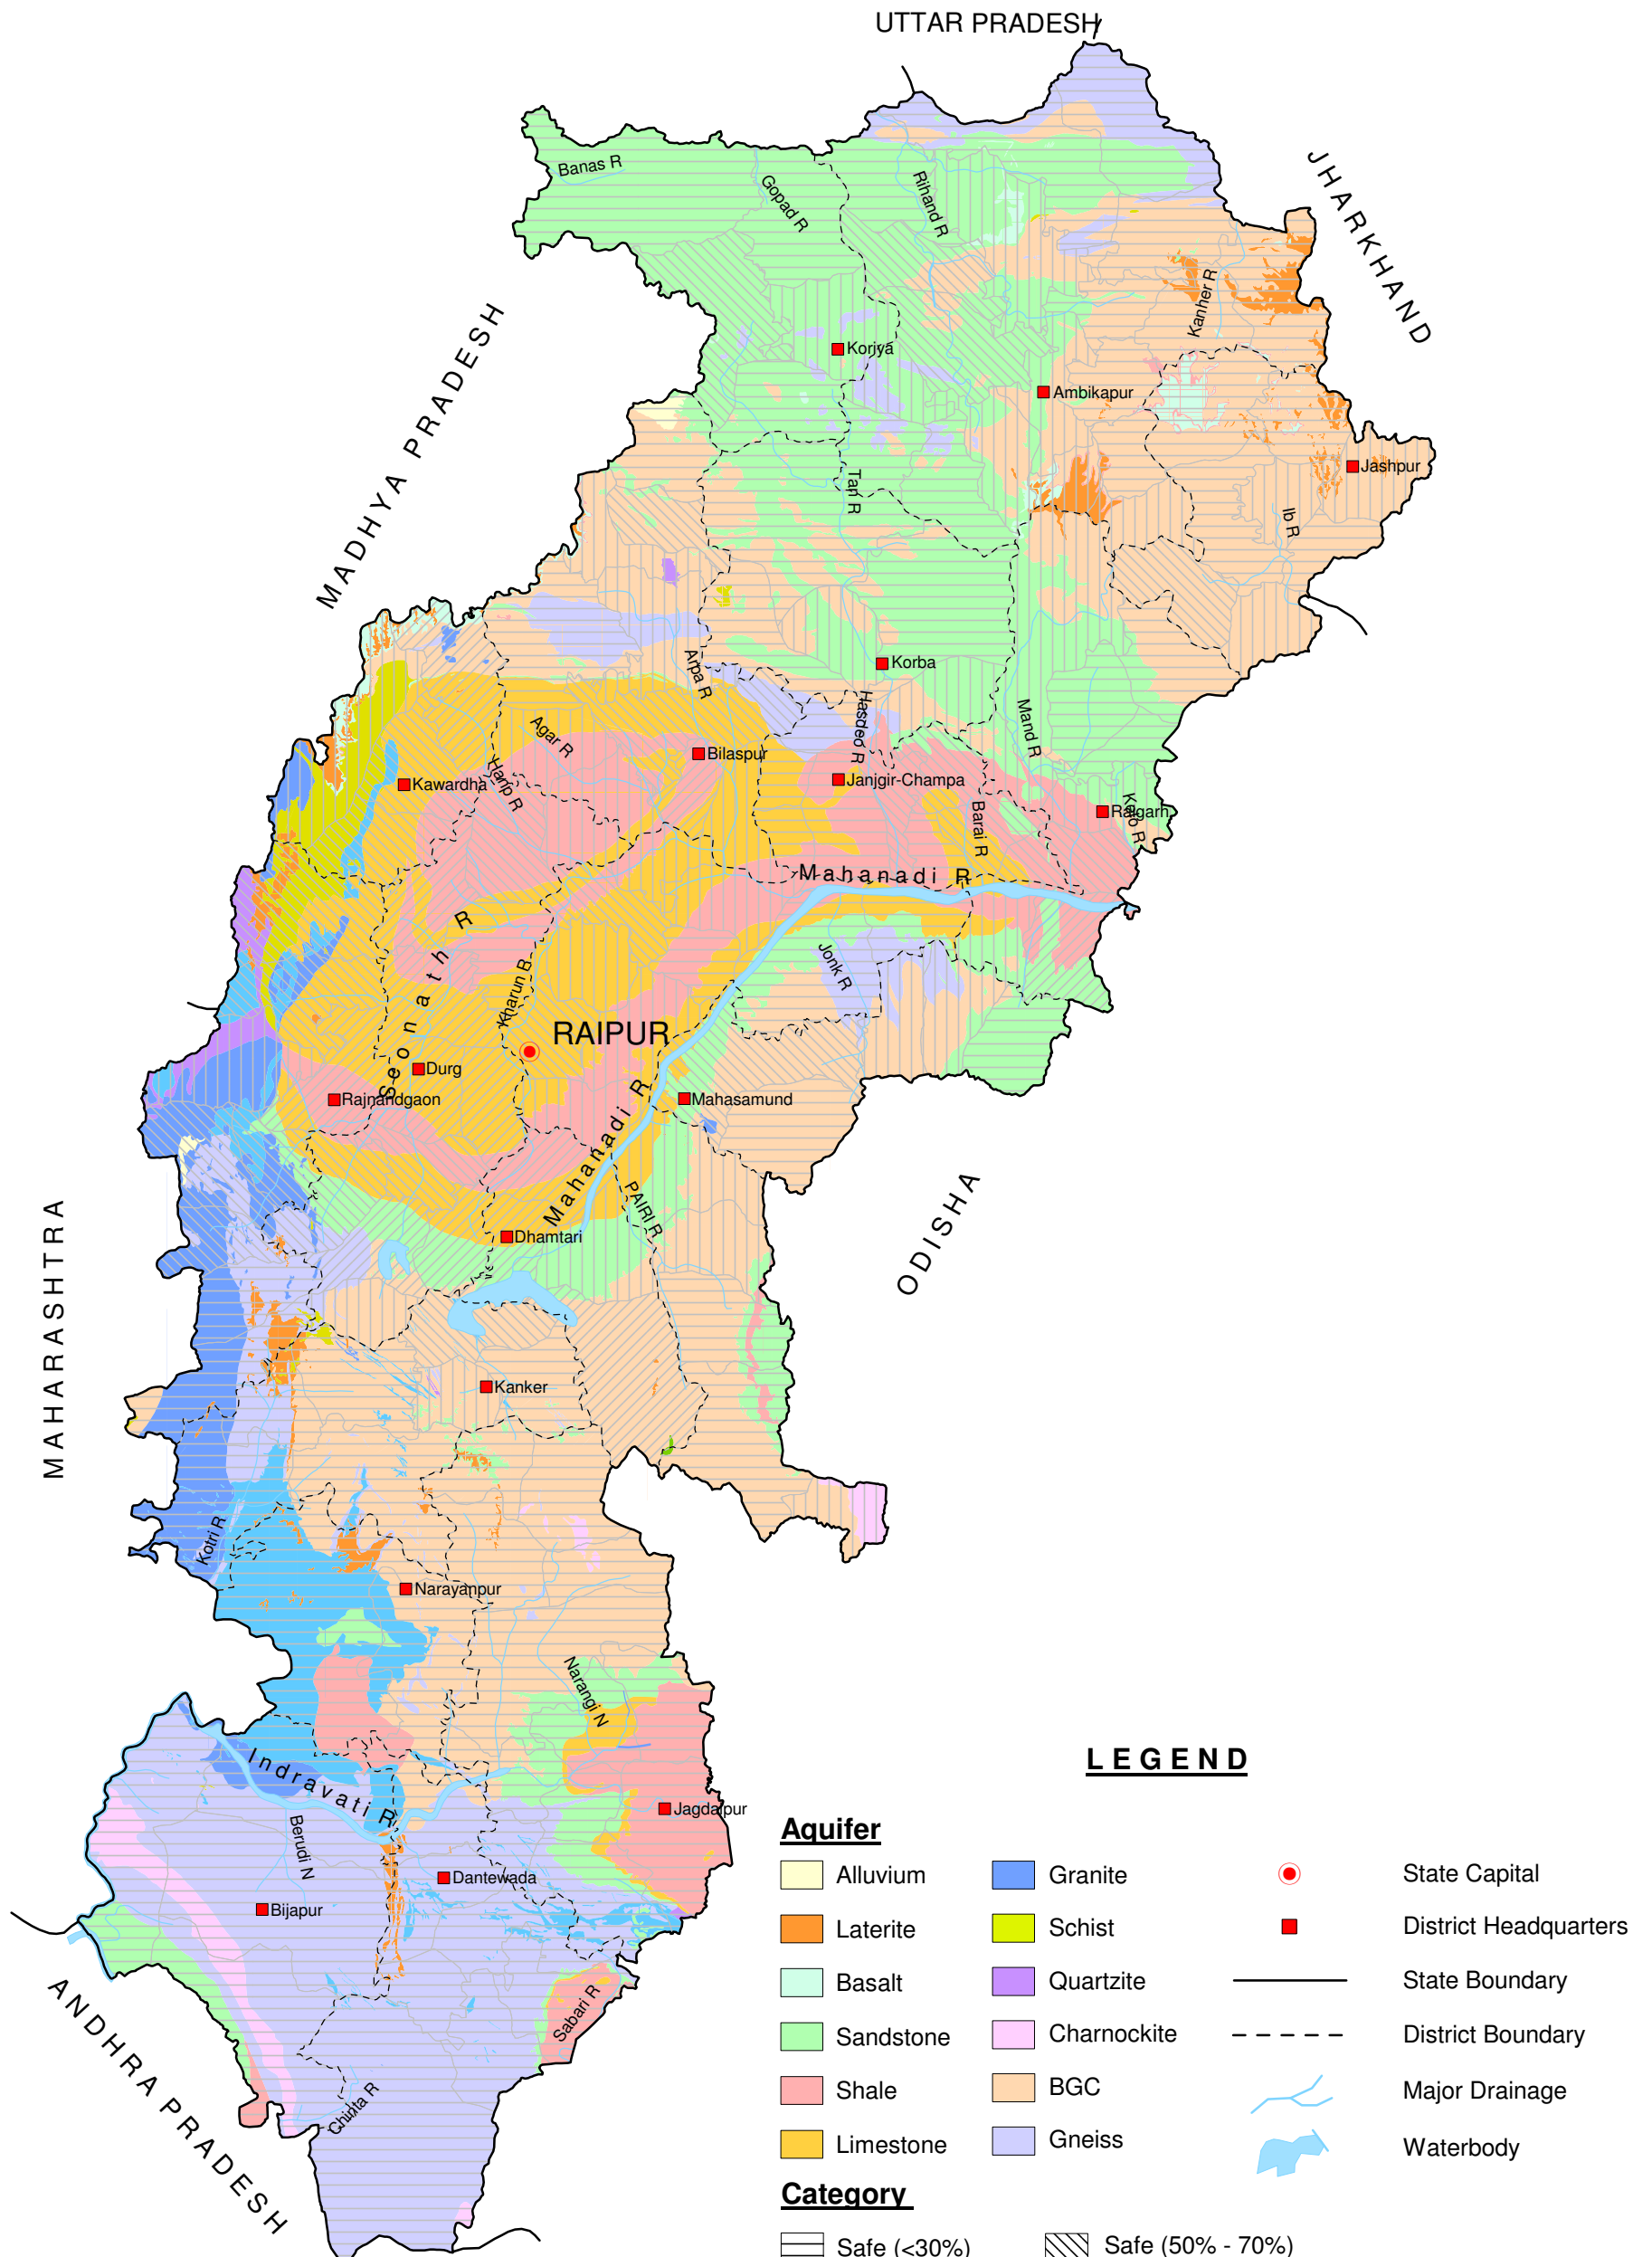 UTTAR PRADESH
JHARKHAND
Banas R
Gopad R
Rihand R
Kanher R
MADHYA PRADESH
Koriya
Ambikapur
Jashpur
Tan R
Ib R
Korba
Arpa R
Hasdeo R
Mand R
Agar R
Bilaspur
Kawardha
Hamp R
Janjgir-Champa
Barai R
Raigarh
Kelo R
Mahanadi R
Seonath R
Jonk R
Kharun R
RAIPUR
Durg
Rajnandgaon
Mahanadi R
Mahasamund
PAIRI R
Dhamtari
ODISHA
MAHARASHTRA
Kanker
Kotri R
Narayanpur
Narangi N
Indravati R
Berudi N
Jagdalpur
Dantewada
Bijapur
Sabari R
Chinta R
ANDHRA PRADESH
LEGEND
Aquifer
Alluvium
Granite
State Capital
Laterite
Schist
District Headquarters
Basalt
Quartzite
State Boundary
Sandstone
Charnockite
District Boundary
Shale
BGC
Major Drainage
Limestone
Gneiss
Waterbody
Category
Safe (<30%)
Safe (50% - 70%)